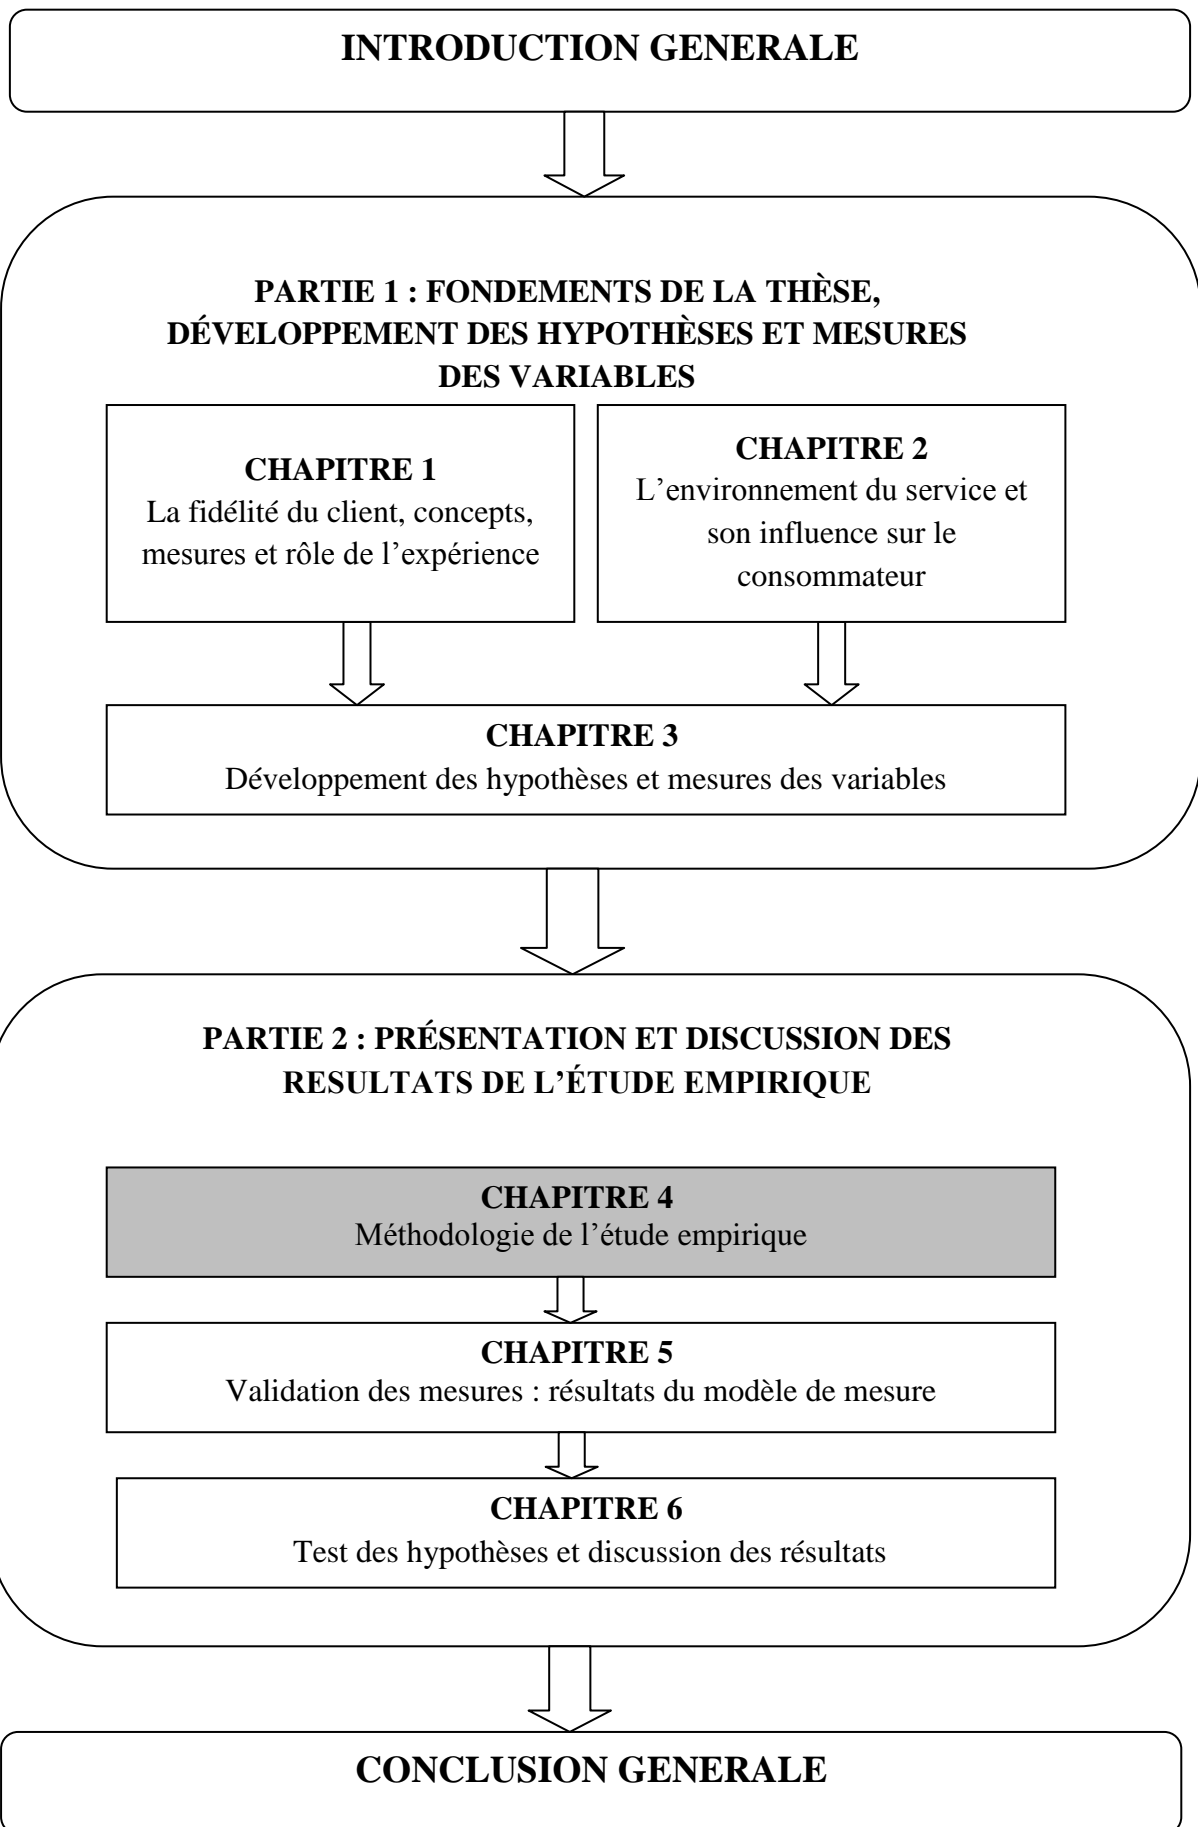 INTRODUCTION GENERALE
PARTIE 1 : FONDEMENTS DE LA THÈSE,
DÉVELOPPEMENT DES HYPOTHÈSES ET MESURES
DES VARIABLES
CHAPITRE 1
La fidélité du client, concepts,
mesures et rôle de l’expérience
CHAPITRE 2
L’environnement du service et
son influence sur le
consommateur
CHAPITRE 3
Développement des hypothèses et mesures des variables
PARTIE 2 : PRÉSENTATION ET DISCUSSION DES
RESULTATS DE L’ÉTUDE EMPIRIQUE
CHAPITRE 4
Méthodologie de l’étude empirique
CHAPITRE 5
Validation des mesures : résultats du modèle de mesure
CHAPITRE 6
Test des hypothèses et discussion des résultats
CONCLUSION GENERALE